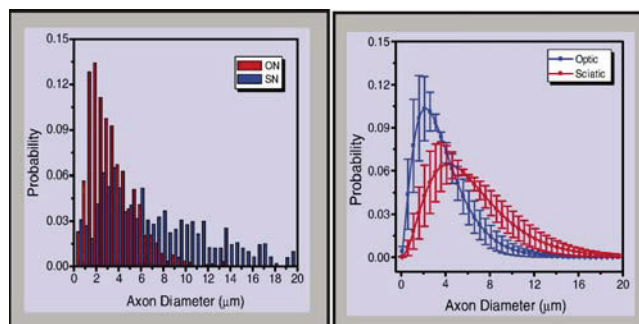 0.15
0.12
0.09
0.06
0.03
0.00
Probability
ON
SN
0 2 4 6 8 10 12 14 16 18 20
Axon Diameter (μm)
0.15
0.12
0.09
0.06
0.03
0.00
Probability
Optic
Sciatic
0 4 8 12 16 20
Axon Diameter (μm)